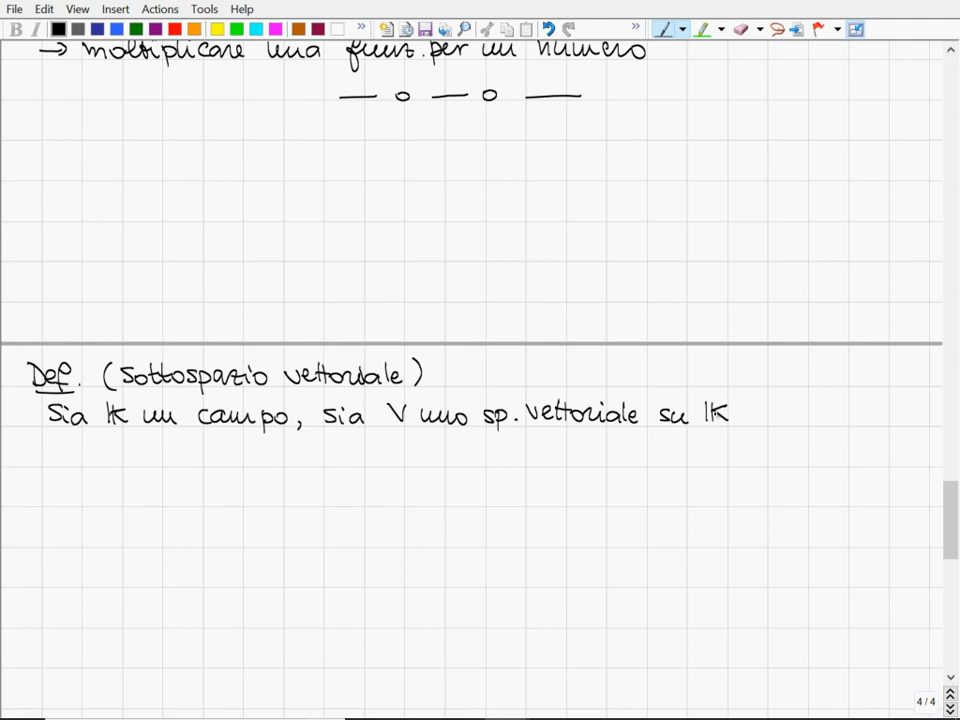 File Edit View Insert Actions Tools Help
B I
→ moltiplicare una funz. per un numero
Def. (Sottospazio vettoriale)
Sia 𝕂 un campo, sia V uno sp. vettoriale su 𝕂
4 / 4